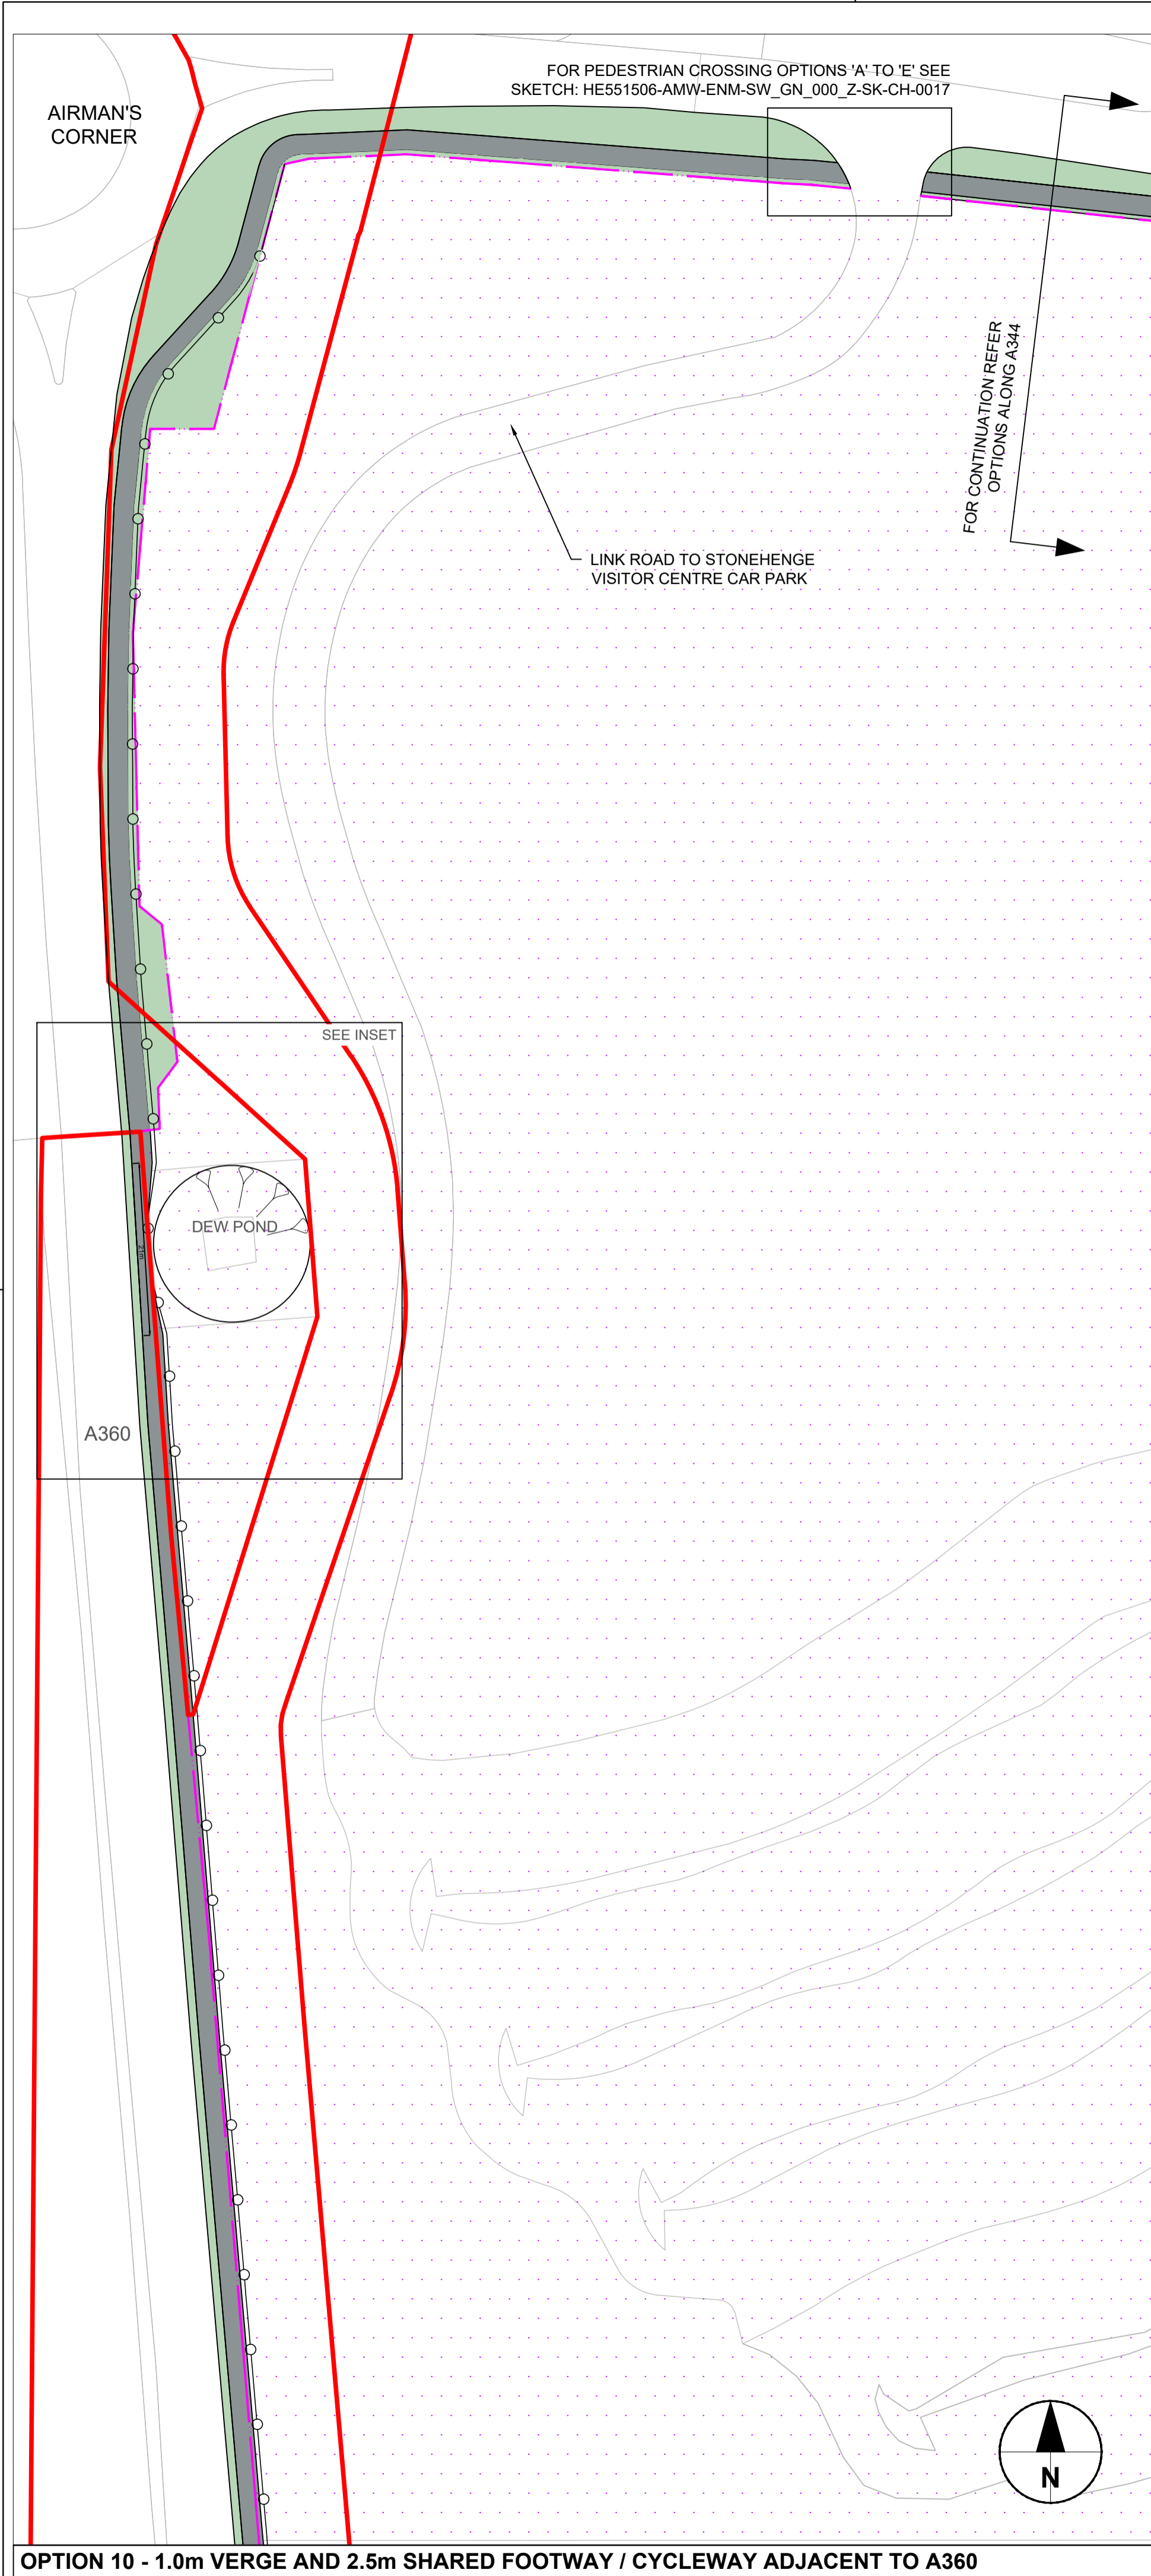 FOR PEDESTRIAN CROSSING OPTIONS 'A' TO 'E' SEE
SKETCH: HE551506-AMW-ENM-SW_GN_000_Z-SK-CH-0017
AIRMAN'S
CORNER
FOR CONTINUATION REFER
OPTIONS ALONG A344
LINK ROAD TO STONEHENGE
VISITOR CENTRE CAR PARK
SEE INSET
DEW POND
A360
N
OPTION 10 - 1.0m VERGE AND 2.5m SHARED FOOTWAY / CYCLEWAY ADJACENT TO A360